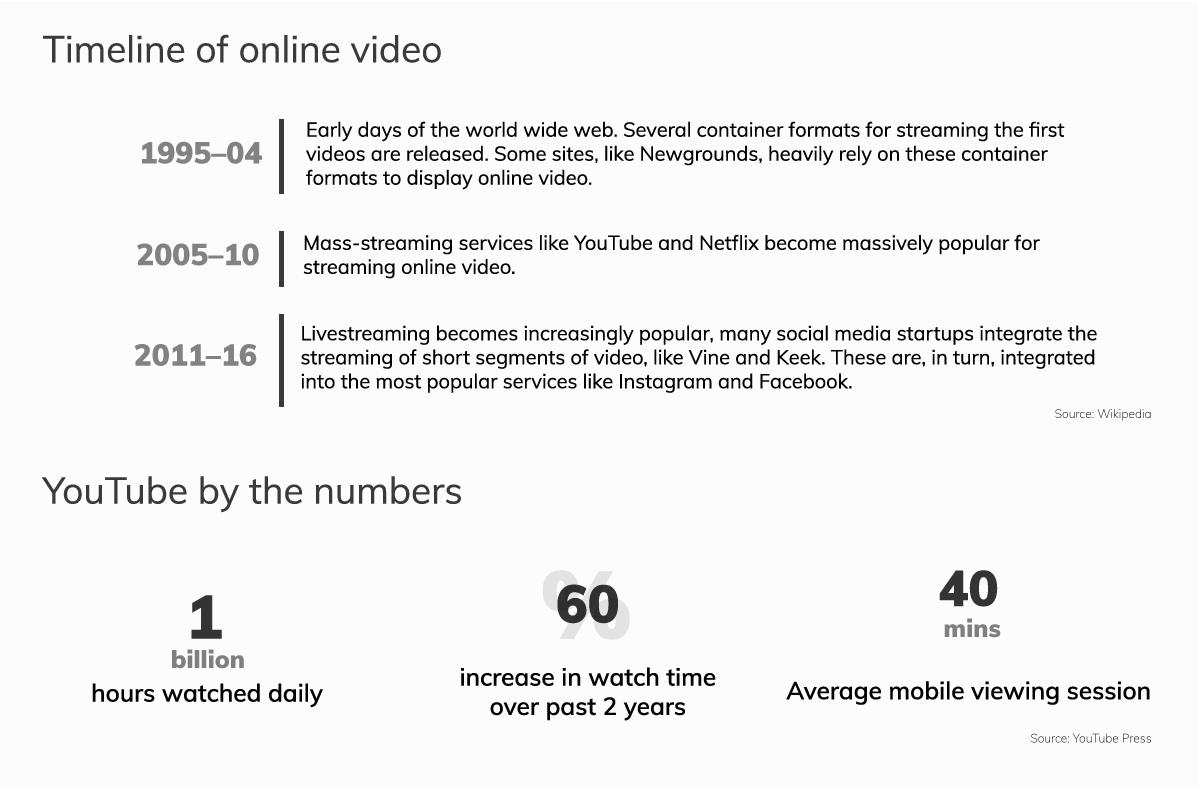 Timeline of online video
1995–04
Early days of the world wide web. Several container formats for streaming the first
videos are released. Some sites, like Newgrounds, heavily rely on these container
formats to display online video.
2005–10
Mass-streaming services like YouTube and Netflix become massively popular for
streaming online video.
2011–16
Livestreaming becomes increasingly popular, many social media startups integrate the
streaming of short segments of video, like Vine and Keek. These are, in turn, integrated
into the most popular services like Instagram and Facebook.
Source: Wikipedia
YouTube by the numbers
1
billion
hours watched daily
60
%
increase in watch time
over past 2 years
40
mins
Average mobile viewing session
Source: YouTube Press